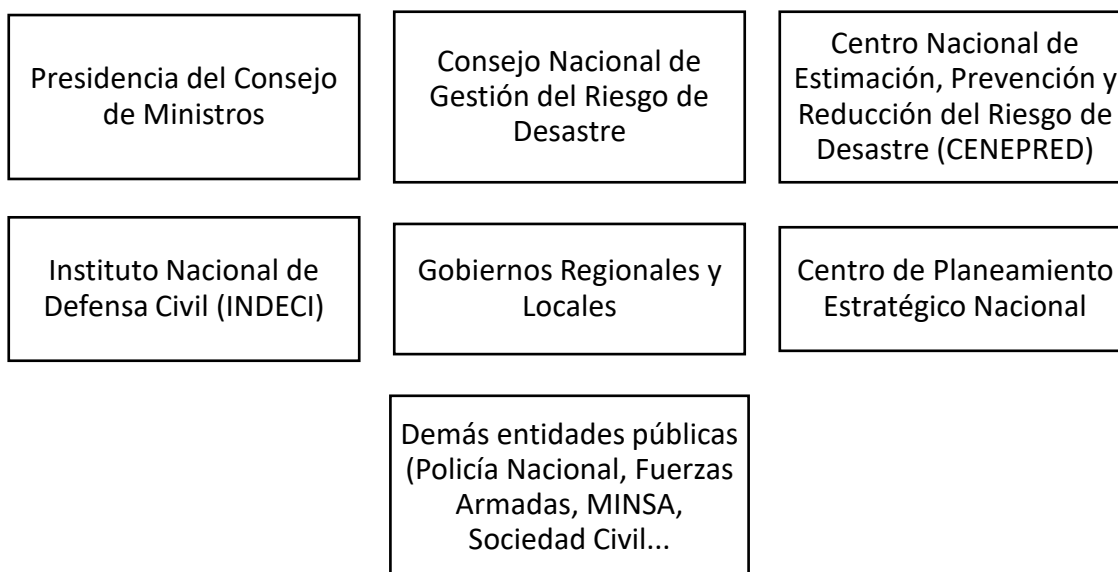 Presidencia del Consejo
de Ministros
Consejo Nacional de
Gestión del Riesgo de
Desastre
Centro Nacional de
Estimación, Prevención y
Reducción del Riesgo de
Desastre (CENEPRED)
Instituto Nacional de
Defensa Civil (INDECI)
Gobiernos Regionales y
Locales
Centro de Planeamiento
Estratégico Nacional
Demás entidades públicas
(Policía Nacional, Fuerzas
Armadas, MINSA,
Sociedad Civil...